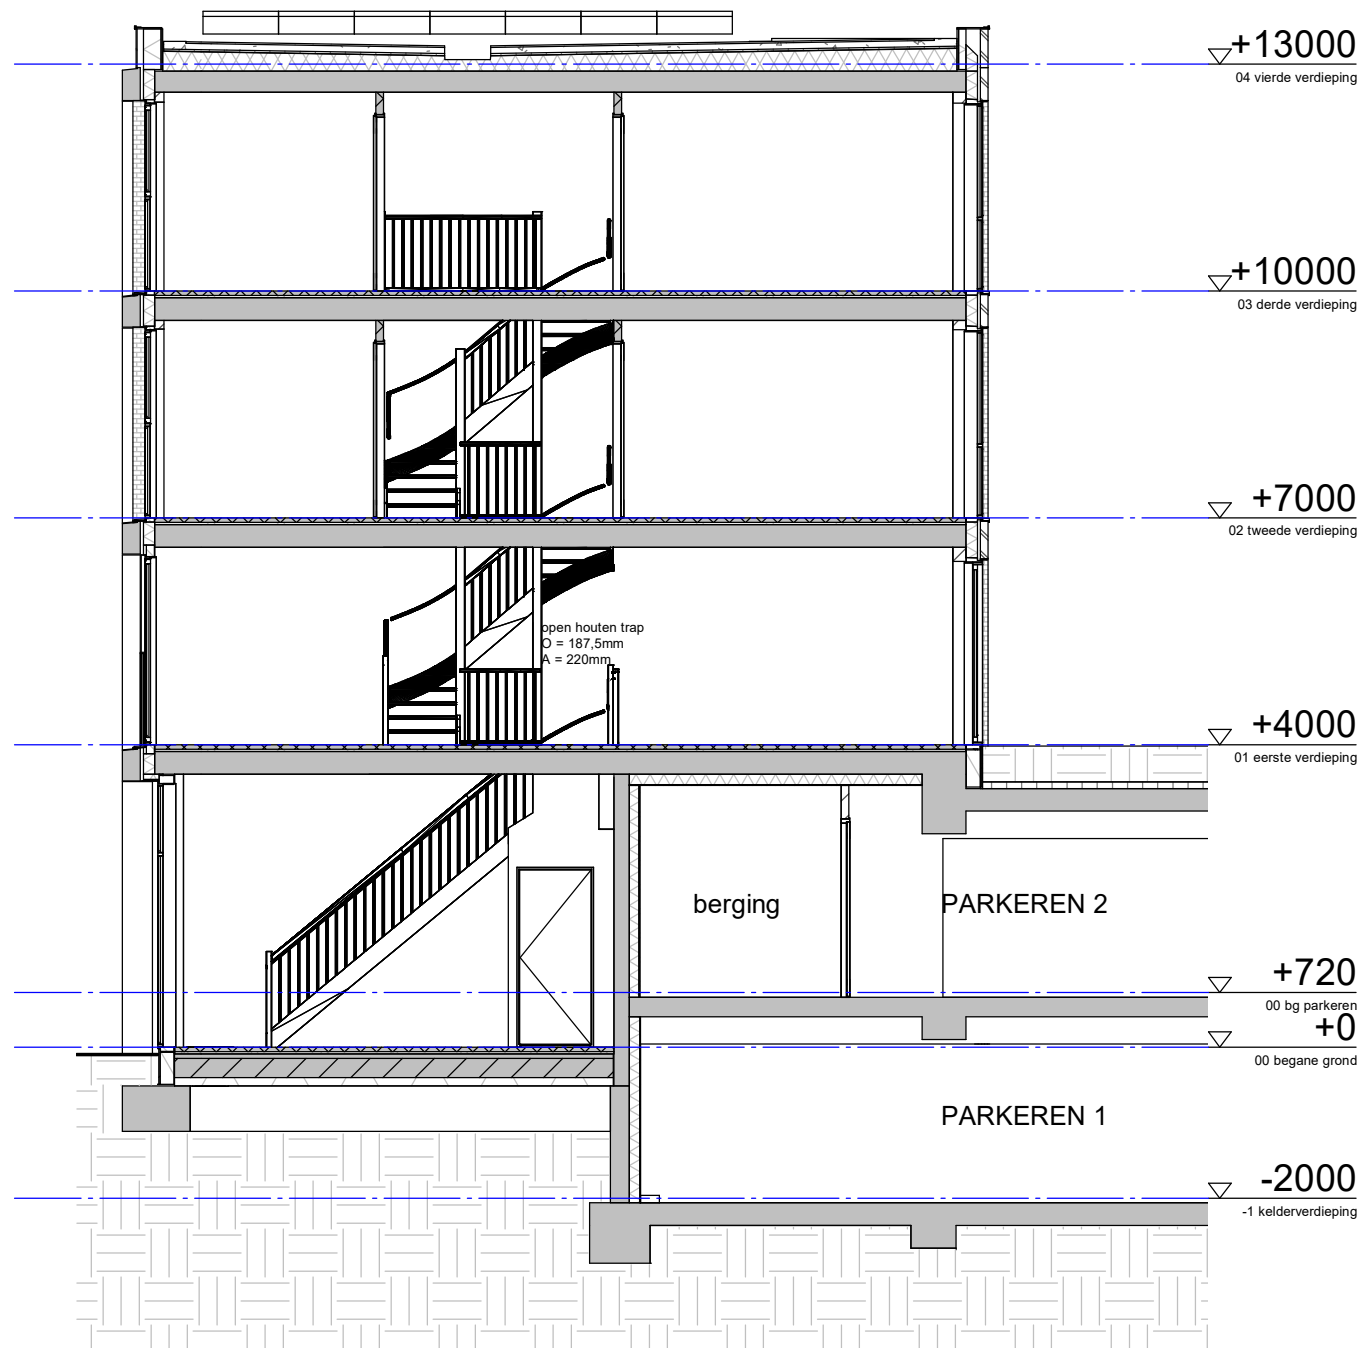 +13000
04 vierde verdieping
+10000
03 derde verdieping
+7000
02 tweede verdieping
open houten trap
O = 187,5mm
A = 220mm
+4000
01 eerste verdieping
berging
PARKEREN 2
+720
00 bg parkeren
+0
00 begane grond
PARKEREN 1
-2000
-1 kelderverdieping